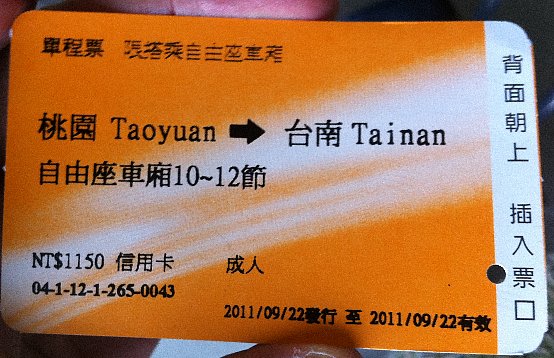 單程票 限搭乘自由座車廂
桃園 Taoyuan ➡ 台南 Tainan
自由座車廂10~12節
NT$1150 信用卡 成人
04-1-12-1-265-0043
2011/09/22發行 至 2011/09/22有效
背面朝上 插入票口